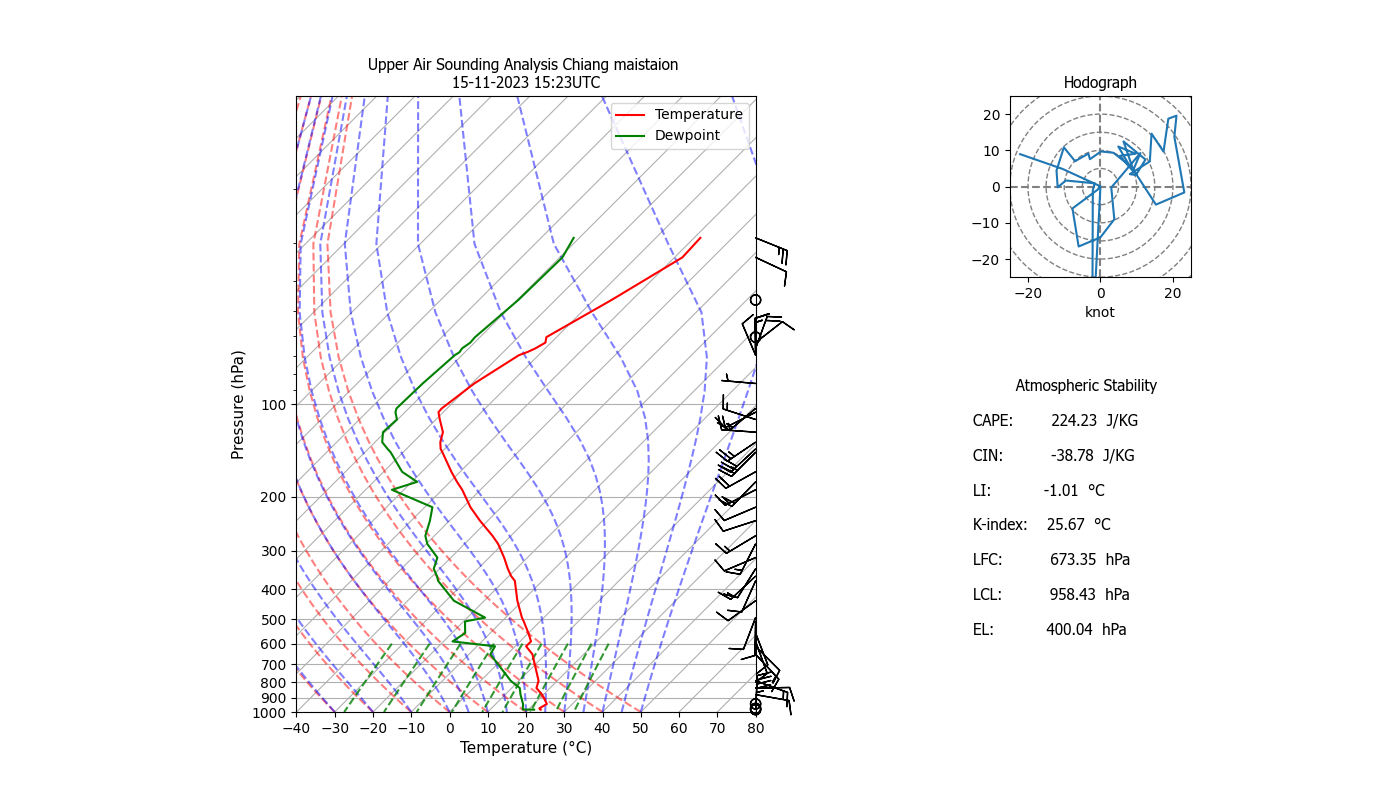 Upper Air Sounding Analysis Chiang maistaion
15-11-2023 15:23UTC
Temperature
Dewpoint
Pressure (hPa)
100
200
300
400
500
600
700
800
900
1000
−40 −30 −20 −10 0 10 20 30 40 50 60 70 80
Temperature (°C)
Hodograph
20
10
0
−10
−20
−20 0 20
knot
Atmospheric Stability
CAPE: 224.23 J/KG
CIN: -38.78 J/KG
LI: -1.01 °C
K-index: 25.67 °C
LFC: 673.35 hPa
LCL: 958.43 hPa
EL: 400.04 hPa